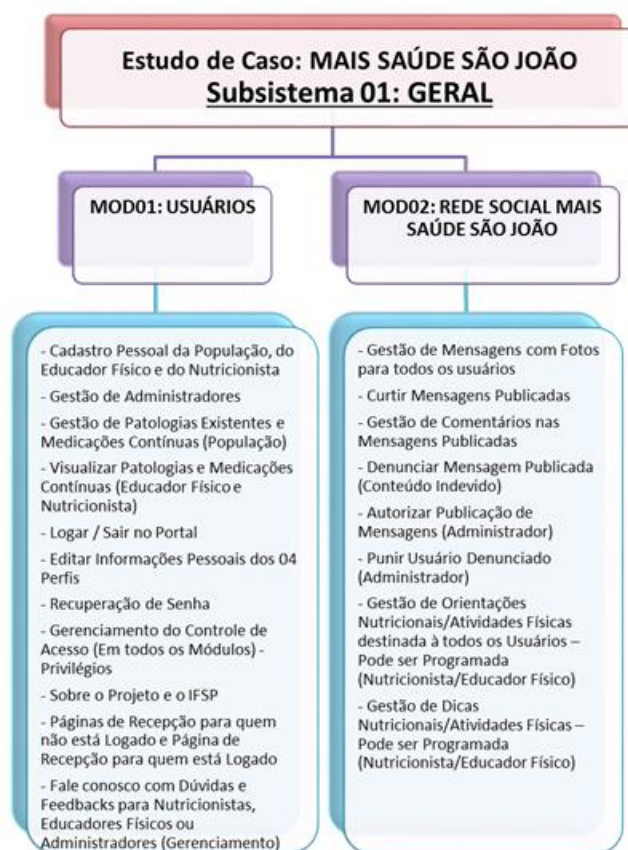 Estudo de Caso: MAIS SAÚDE SÃO JOÃO
Subsistema 01: GERAL
MOD01: USUÁRIOS
- Cadastro Pessoal da População, do
Educador Físico e do Nutricionista
- Gestão de Administradores
- Gestão de Patologias Existentes e
Medicações Contínuas (População)
- Visualizar Patologias e Medicações
Contínuas (Educador Físico e
Nutricionista)
- Logar / Sair no Portal
- Editar Informações Pessoais dos 04
Perfis
- Recuperação de Senha
- Gerenciamento do Controle de
Acesso (Em todos os Módulos) -
Privilégios
- Sobre o Projeto e o IFSP
- Páginas de Recepção para quem
não está Logado e Página de
Recepção para quem está Logado
- Fale conosco com Dúvidas e
Feedbacks para Nutricionistas,
Educadores Físicos ou
Administradores (Gerenciamento)
MOD02: REDE SOCIAL MAIS
SAÚDE SÃO JOÃO
- Gestão de Mensagens com Fotos
para todos os usuários
- Curtir Mensagens Publicadas
- Gestão de Comentários nas
Mensagens Publicadas
- Denunciar Mensagem Publicada
(Conteúdo Indevido)
- Autorizar Publicação de
Mensagens (Administrador)
- Punir Usuário Denunciado
(Administrador)
- Gestão de Orientações
Nutricionais/Atividades Físicas
destinada à todos os Usuários –
Pode ser Programada
(Nutricionista/Educador Físico)
- Gestão de Dicas
Nutricionais/Atividades Físicas –
Pode ser Programada
(Nutricionista/Educador Físico)